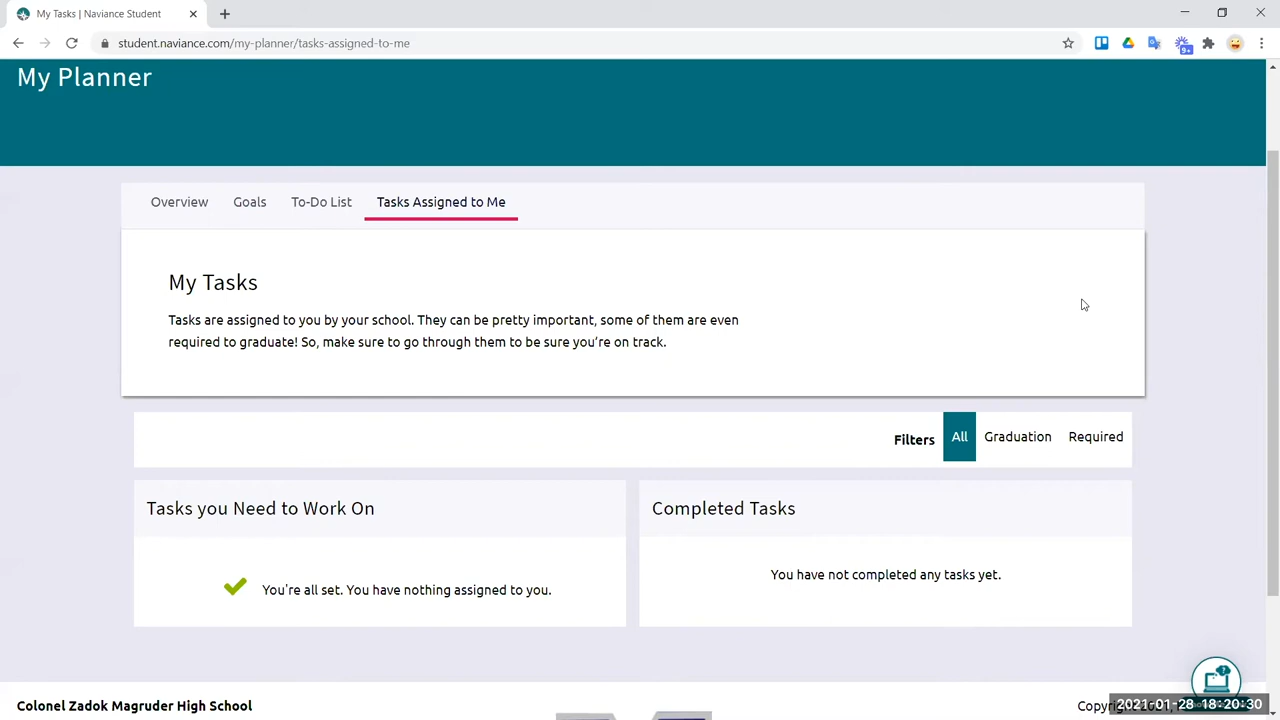 My Tasks | Naviance Student
student.naviance.com/my-planner/tasks-assigned-to-me
9+
My Planner
Overview Goals To-Do List Tasks Assigned to Me
My Tasks
Tasks are assigned to you by your school. They can be pretty important, some of them are even
required to graduate! So, make sure to go through them to be sure you're on track.
Filters All Graduation Required
Tasks you Need to Work On
You're all set. You have nothing assigned to you.
Completed Tasks
You have not completed any tasks yet.
Colonel Zadok Magruder High School
2021-01-28 18:20:30